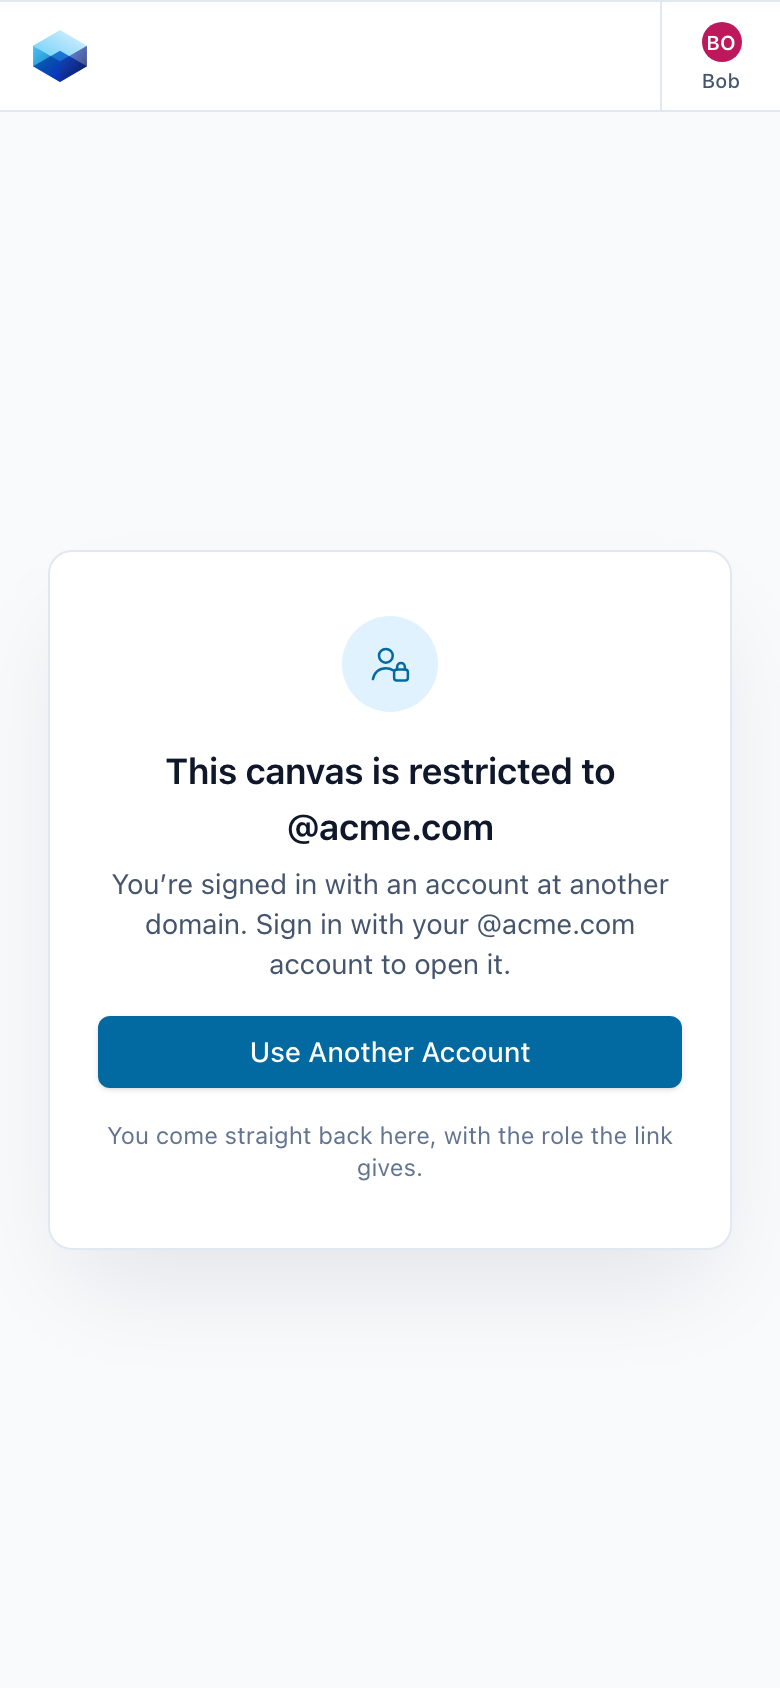 BO
Bob
This canvas is restricted to
@acme.com
You’re signed in with an account at another
domain. Sign in with your @acme.com
account to open it.
Use Another Account
You come straight back here, with the role the link
gives.